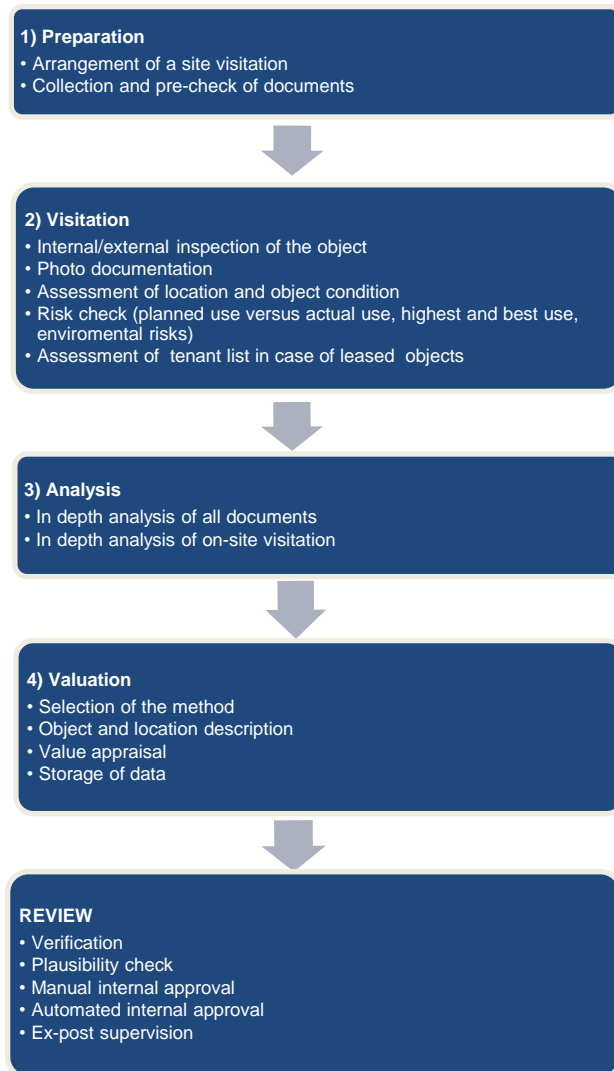 1) Preparation
• Arrangement of a site visitation
• Collection and pre-check of documents
2) Visitation
• Internal/external inspection of the object
• Photo documentation
• Assessment of location and object condition
• Risk check (planned use versus actual use, highest and best use,
enviromental risks)
• Assessment of tenant list in case of leased objects
3) Analysis
• In depth analysis of all documents
• In depth analysis of on-site visitation
4) Valuation
• Selection of the method
• Object and location description
• Value appraisal
• Storage of data
REVIEW
• Verification
• Plausibility check
• Manual internal approval
• Automated internal approval
• Ex-post supervision